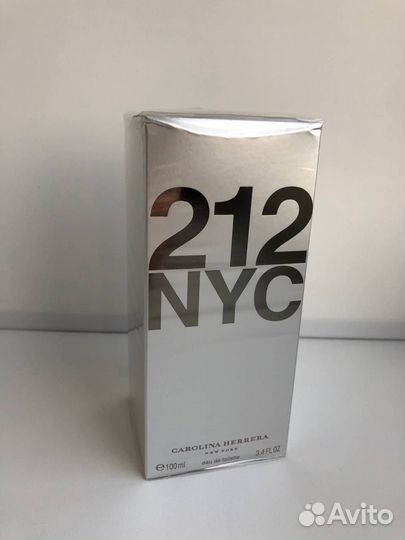 212
NYC
CAROLINA HERRERA
NEW YORK
℮100ml eau de toilette 3.4 FL OZ
Avito